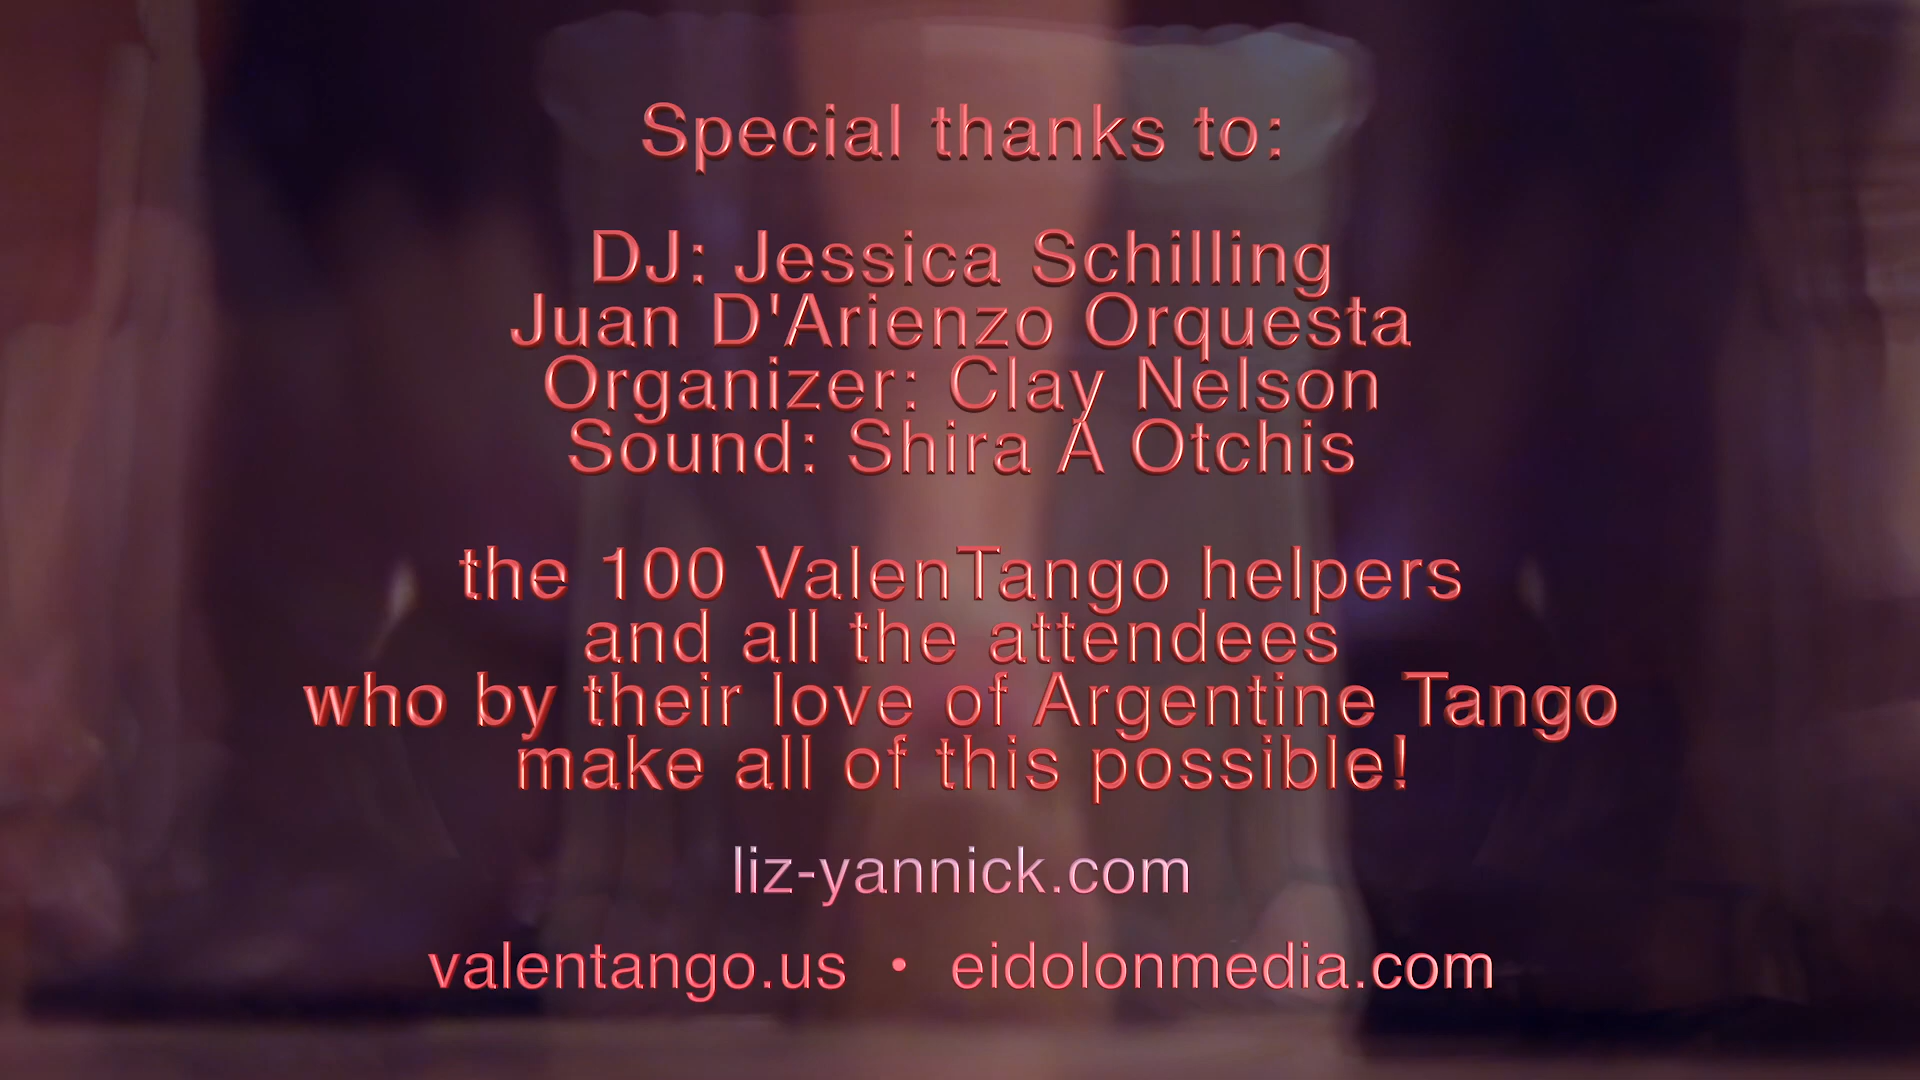 Special thanks to:
DJ: Jessica Schilling
Juan D'Arienzo Orquesta
Organizer: Clay Nelson
Sound: Shira A Otchis
the 100 ValenTango helpers
and all the attendees
who by their love of Argentine Tango
make all of this possible!
liz-yannick.com
valentango.us • eidolonmedia.com